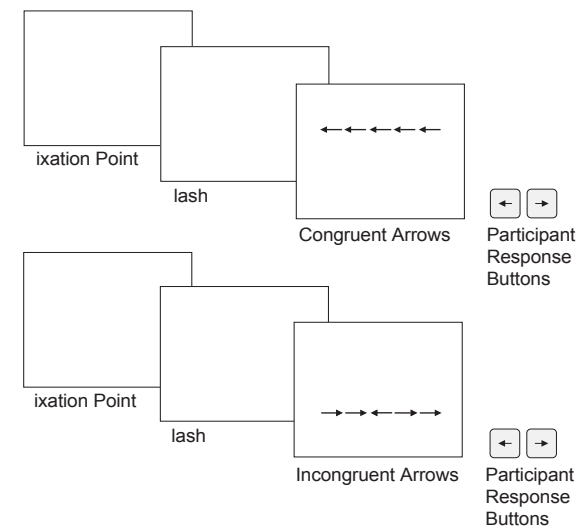 ixation Point
lash
Congruent Arrows
Participant
Response
Buttons
ixation Point
lash
Incongruent Arrows
Participant
Response
Buttons